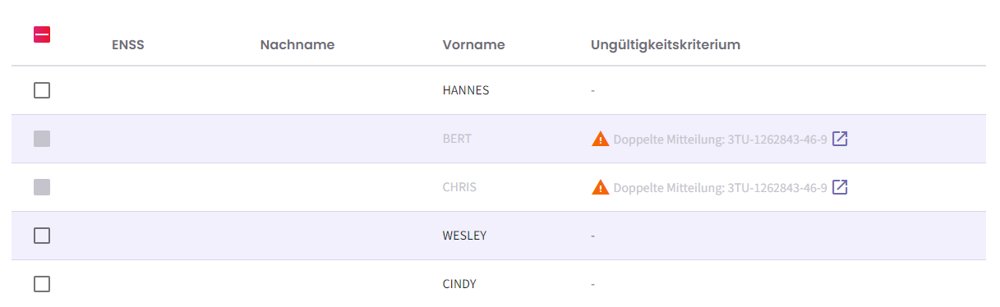 ENSS Nachname Vorname Ungültigkeitskriterium
HANNES -
BERT Doppelte Mitteilung: 3TU-1262843-46-9
CHRIS Doppelte Mitteilung: 3TU-1262843-46-9
WESLEY -
CINDY -